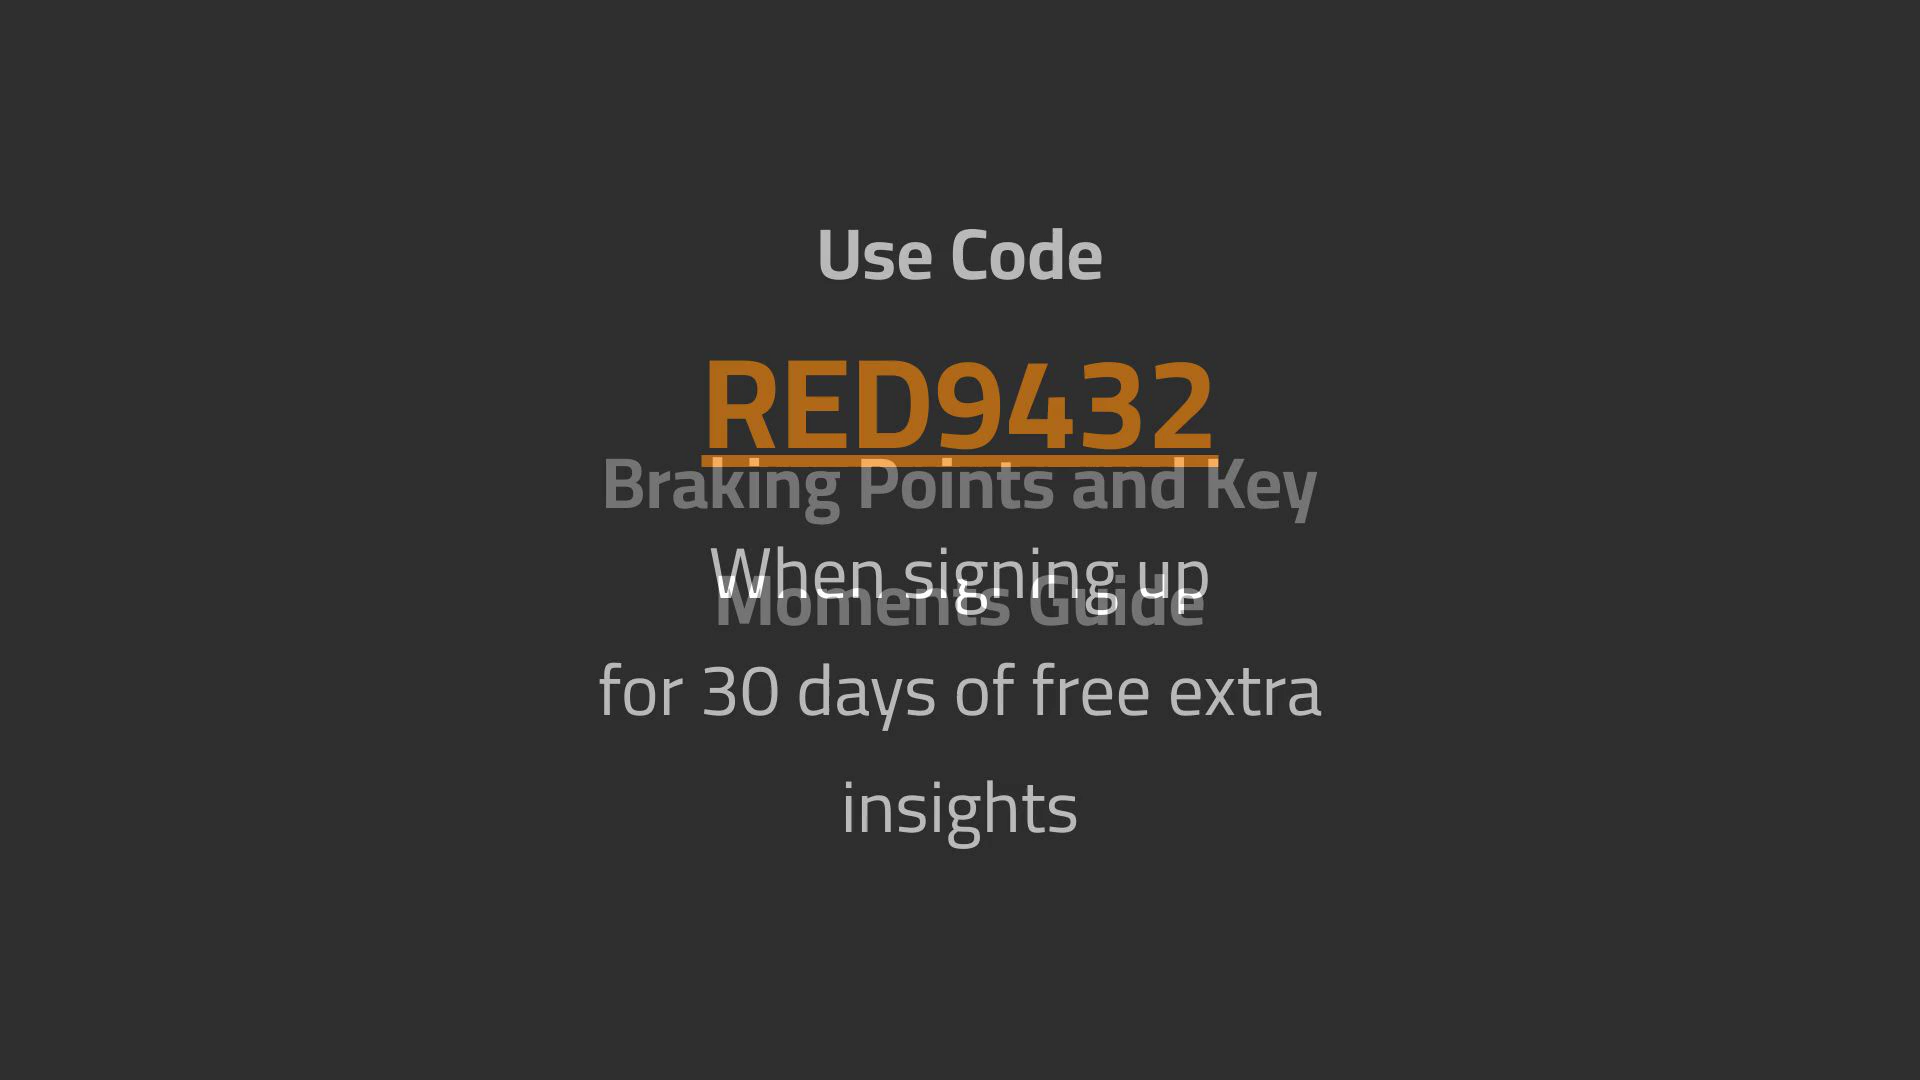 Use Code
RED9432
Braking Points and Key
When signing up
Moments Guide
for 30 days of free extra
insights